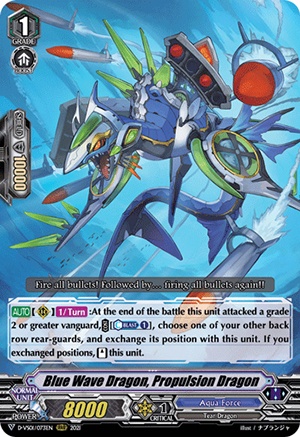 1
GRADE
BOOST
10000
Fire all bullets! Followed by... firing all bullets again!!
AUTO 1/Turn :At the end of the battle this unit attacked a grade
2 or greater vanguard, [BLAST 1], choose one of your other back
row rear-guards, and exchange its position with this unit. If you
exchanged positions, this unit.
Blue Wave Dragon, Propulsion Dragon
NORMAL UNIT
Aqua Force
Tear Dragon
POWER 8000
1
CRITICAL
D-VS01/073EN 2021
Illust / ナブランジャ